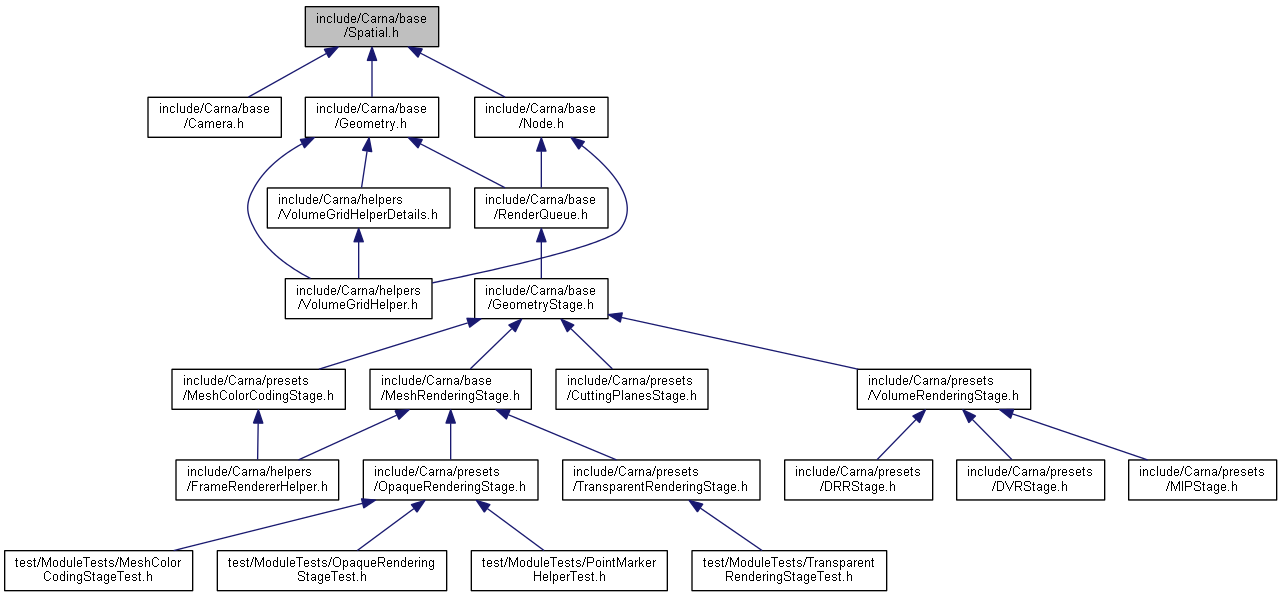 include/Carna/base
/Spatial.h
include/Carna/base
/Camera.h
include/Carna/base
/Geometry.h
include/Carna/base
/Node.h
include/Carna/helpers
/VolumeGridHelperDetails.h
include/Carna/base
/RenderQueue.h
include/Carna/helpers
/VolumeGridHelper.h
include/Carna/base
/GeometryStage.h
include/Carna/presets
/MeshColorCodingStage.h
include/Carna/base
/MeshRenderingStage.h
include/Carna/presets
/CuttingPlanesStage.h
include/Carna/presets
/VolumeRenderingStage.h
include/Carna/helpers
/FrameRendererHelper.h
include/Carna/presets
/OpaqueRenderingStage.h
include/Carna/presets
/TransparentRenderingStage.h
include/Carna/presets
/DRRStage.h
include/Carna/presets
/DVRStage.h
include/Carna/presets
/MIPStage.h
test/ModuleTests/MeshColor
CodingStageTest.h
test/ModuleTests/OpaqueRendering
StageTest.h
test/ModuleTests/PointMarker
HelperTest.h
test/ModuleTests/Transparent
RenderingStageTest.h